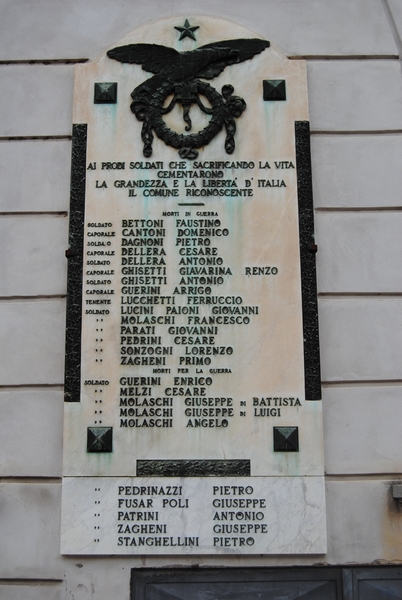 AI PROBI SOLDATI CHE SACRIFICANDO LA VITA
CEMENTARONO
LA GRANDEZZA E LA LIBERTA' D'ITALIA
IL COMUNE RICONOSCENTE
MORTI IN GUERRA
SOLDATO BETTONI FAUSTINO
CAPORALE CANTONI DOMENICO
SOLDATO DAGNONI PIETRO
CAPORALE DELLERA CESARE
SOLDATO DELLERA ANTONIO
CAPORALE GHISETTI GIAVARINA RENZO
SOLDATO GHISETTI ANTONIO
CAPORALE GUERINI ARRIGO
TENENTE LUCCHETTI FERRUCCIO
SOLDATO LUCINI PAIONI GIOVANNI
" MOLASCHI FRANCESCO
" PARATI GIOVANNI
" PEDRINI CESARE
" SONZOGNI LORENZO
" ZAGHENI PRIMO
MORTI PER LA GUERRA
SOLDATO GUERINI ENRICO
" MELZI CESARE
" MOLASCHI GIUSEPPE DI BATTISTA
" MOLASCHI GIUSEPPE DI LUIGI
" MOLASCHI ANGELO
" PEDRINAZZI PIETRO
" FUSAR POLI GIUSEPPE
" PATRINI ANTONIO
" ZAGHENI GIUSEPPE
" STANGHELLINI PIETRO